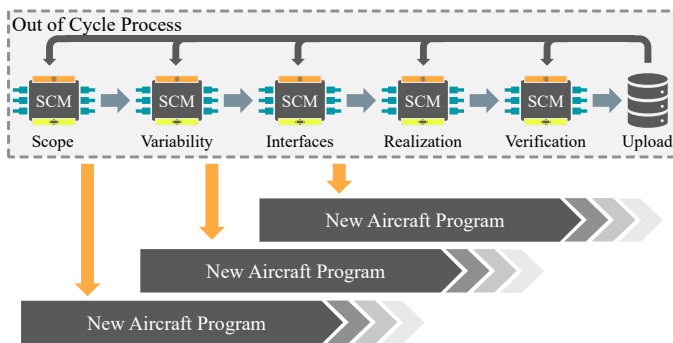 Out of Cycle Process
SCM SCM SCM SCM SCM
Scope Variability Interfaces Realization Verification Upload
New Aircraft Program
New Aircraft Program
New Aircraft Program